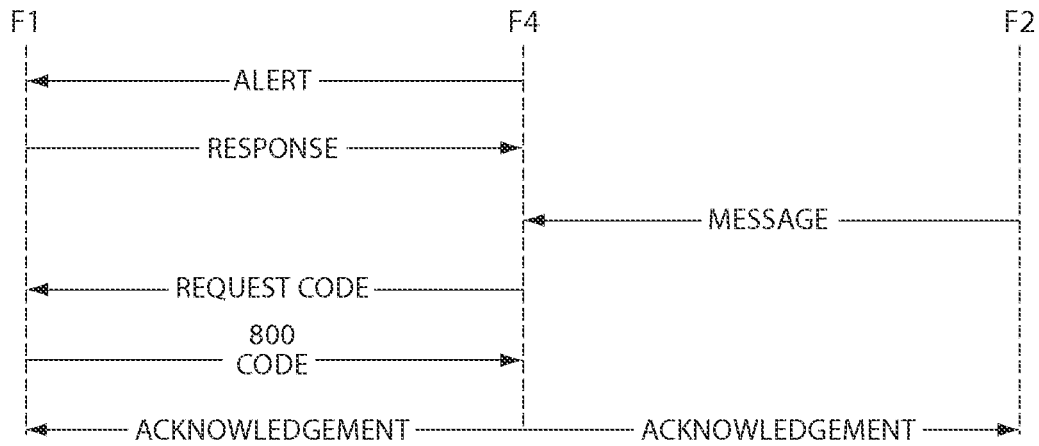 F1 F4 F2
ALERT
RESPONSE
MESSAGE
REQUEST CODE
800
CODE
ACKNOWLEDGEMENT ACKNOWLEDGEMENT